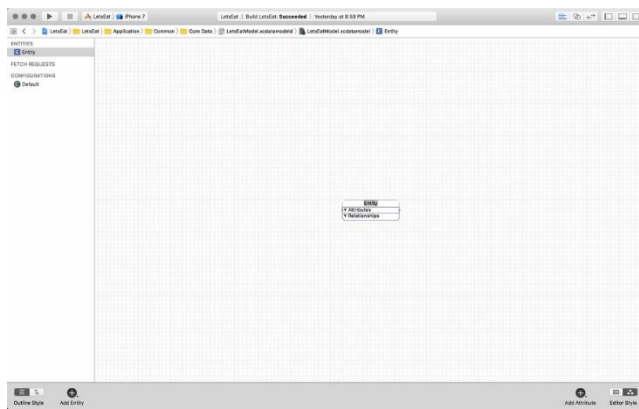 LetsEat iPhone 7 LetsEat | Build LetsEat: Succeeded | Yesterday at 8:59 PM
LetsEat LetsEat Application Common Core Data LetsEatModel.xcdatamodeld LetsEatModel.xcdatamodel E Entity
ENTITIES
E Entity
FETCH REQUESTS
CONFIGURATIONS
C Default
Entity
Attributes
Relationships
Outline Style Add Entity Add Attribute Editor Style